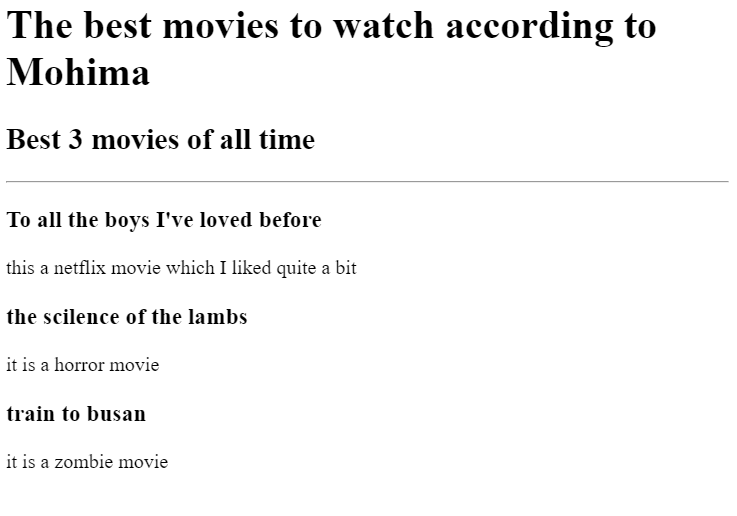 The best movies to watch according to
Mohima
Best 3 movies of all time
To all the boys I've loved before
this a netflix movie which I liked quite a bit
the scilence of the lambs
it is a horror movie
train to busan
it is a zombie movie